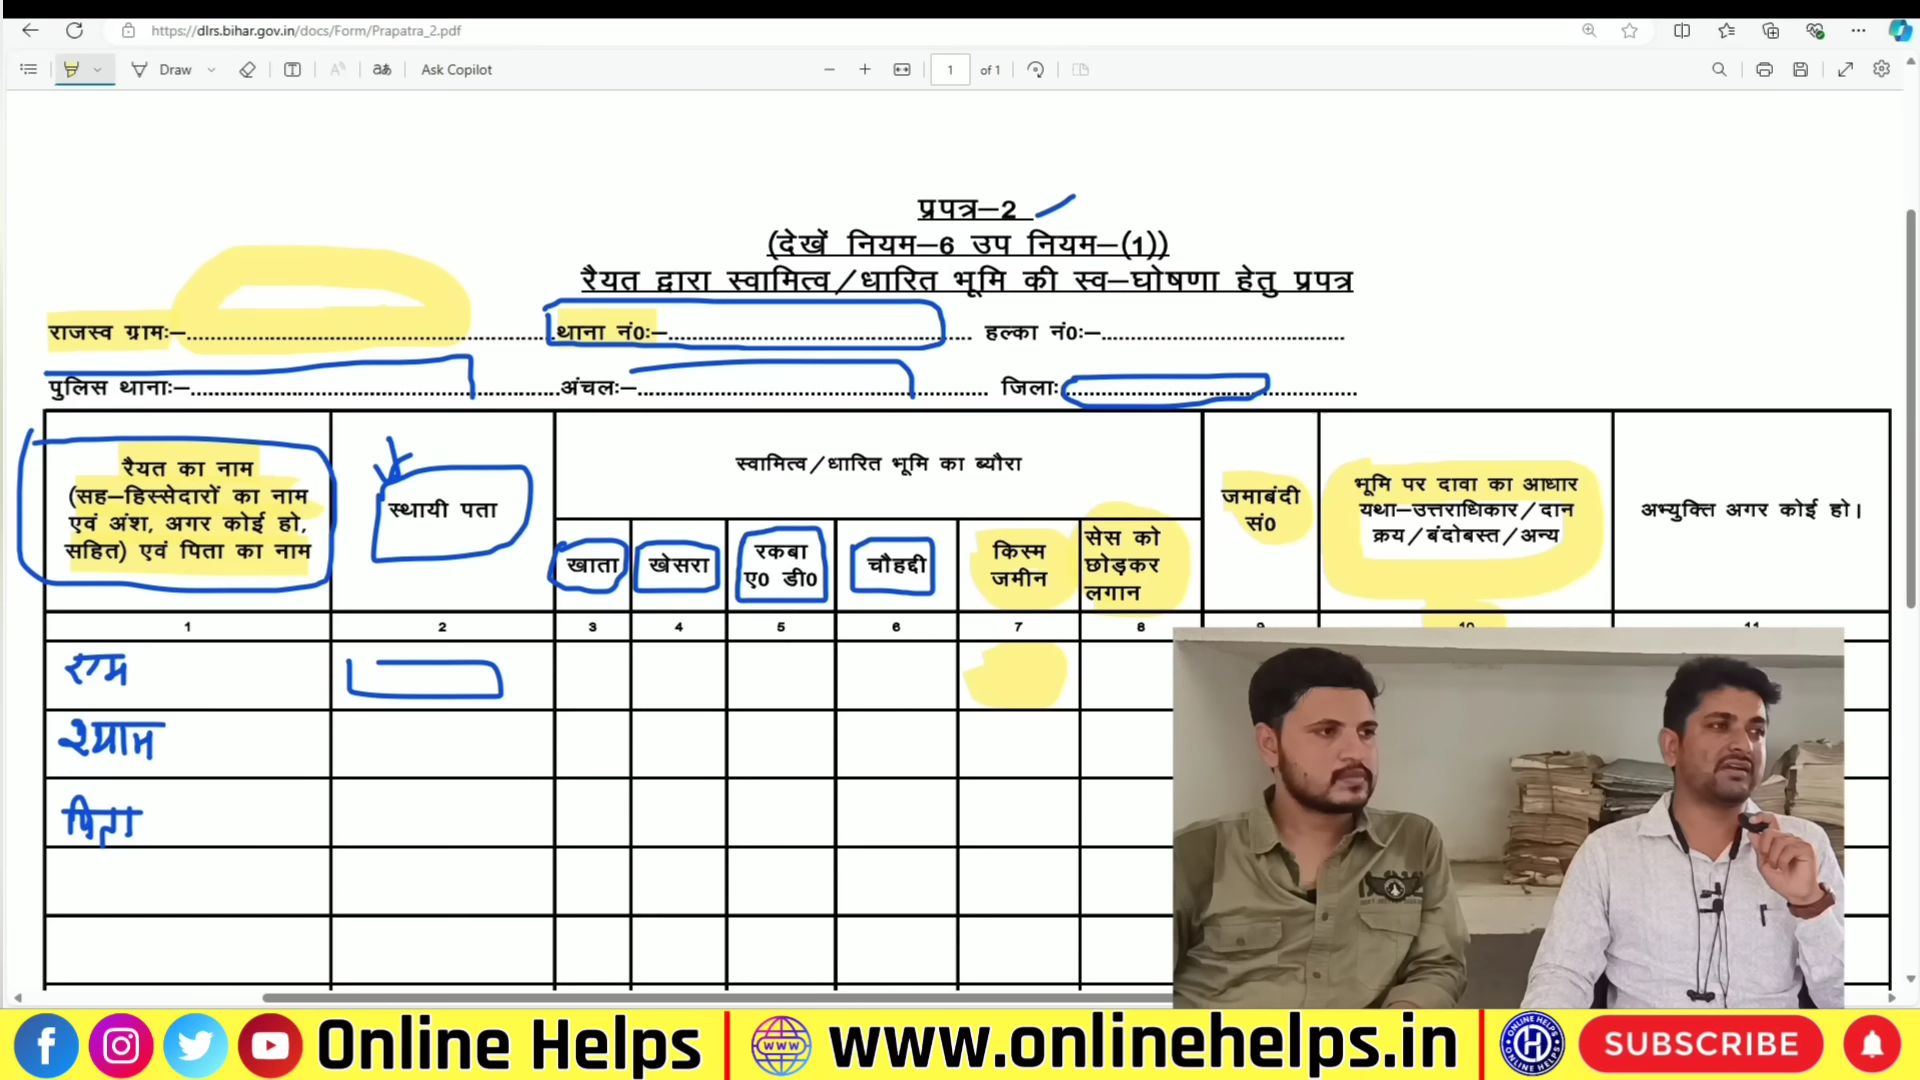 https://dlrs.bihar.gov.in/docs/Form/Prapatra_2.pdf
Draw
Ask Copilot
1 of 1
प्रपत्र–2
(देखें नियम–6 उप नियम–(1))
रैयत द्वारा स्वामित्व/धारित भूमि की स्व–घोषणा हेतु प्रपत्र
राजस्व ग्रामः–.......... थाना नं0ः–.......... हल्का नं0ः–..........
पुलिस थानाः–.......... अंचलः–.......... जिलाः..........
रैयत का नाम
(सह–हिस्सेदारों का नाम
एवं अंश, अगर कोई हो,
सहित) एवं पिता का नाम
स्थायी पता
स्वामित्व/धारित भूमि का ब्यौरा
खाता
खेसरा
रकबा
ए0 डी0
चौहद्दी
किस्म
जमीन
सेस को
छोड़कर
लगान
जमाबंदी
सं0
भूमि पर दावा का आधार
यथा–उत्तराधिकार/दान
क्रय/बंदोबस्त/अन्य
अभ्युक्ति अगर कोई हो।
1 2 3 4 5 6 7 8
राम
श्याम
पिता
Online Helps
www.onlinehelps.in
ONLINE HELPS
SUBSCRIBE